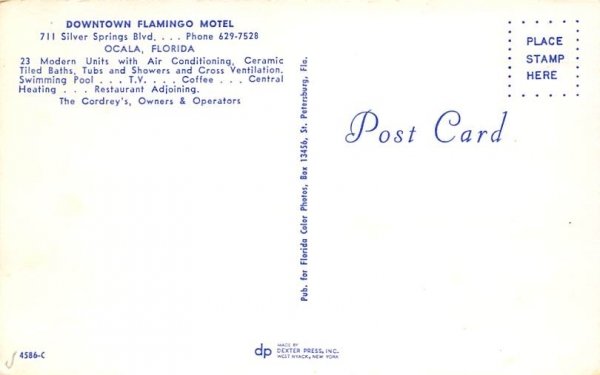 DOWNTOWN FLAMINGO MOTEL
711 Silver Springs Blvd. . . . Phone 629-7528
OCALA, FLORIDA
23 Modern Units with Air Conditioning, Ceramic
Tiled Baths, Tubs and Showers and Cross Ventilation.
Swimming Pool . . . T.V. . . . Coffee . . . Central
Heating . . . Restaurant Adjoining.
The Cordrey's, Owners & Operators
Pub. for Florida Color Photos, Box 13456, St. Petersburg, Fla.
PLACE
STAMP
HERE
Post Card
4586-C
dp
MADE BY
DEXTER PRESS, INC.
WEST NYACK, NEW YORK